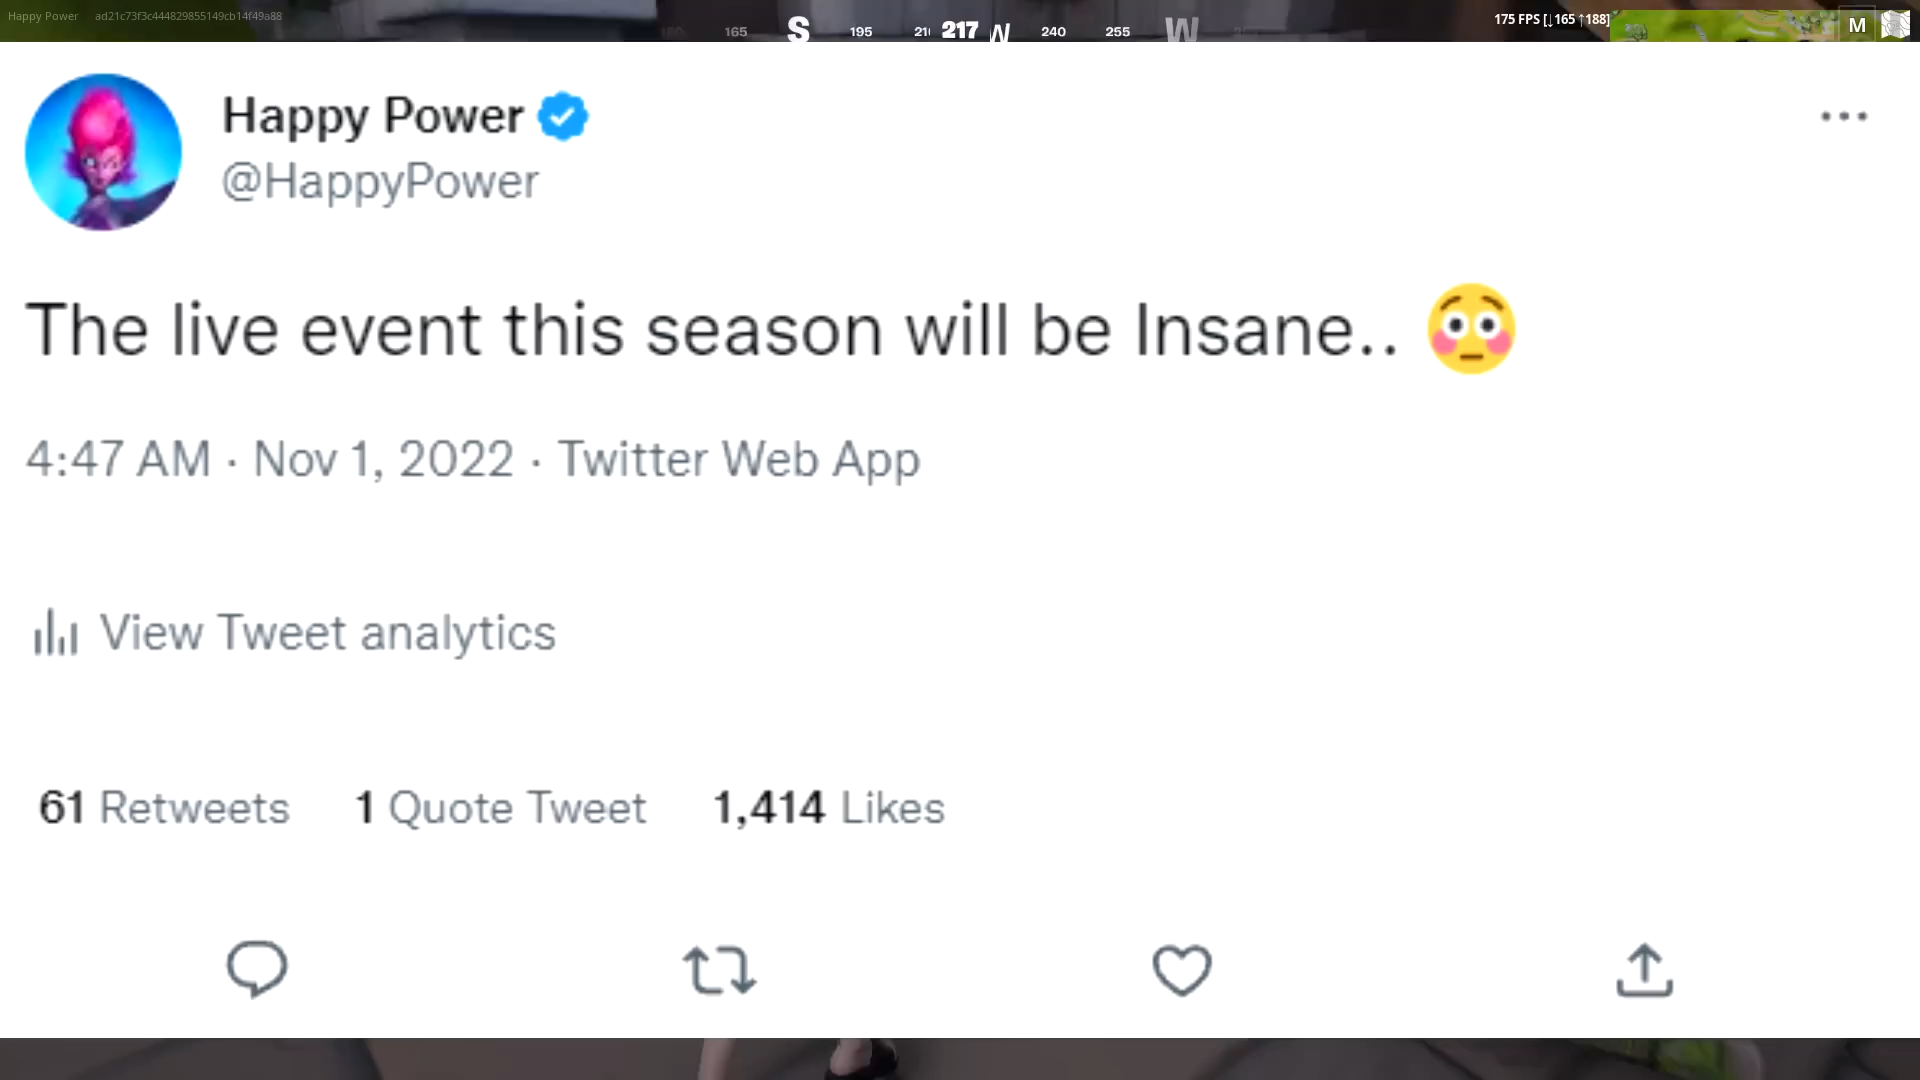 Happy Power ad21c73f3c444829855149cb14f49a88
165 S 195 217 W 240 255 W
175 FPS [↓165 ↑188]
M
Happy Power
@HappyPower
The live event this season will be Insane.. 😳
4:47 AM · Nov 1, 2022 · Twitter Web App
View Tweet analytics
61 Retweets 1 Quote Tweet 1,414 Likes